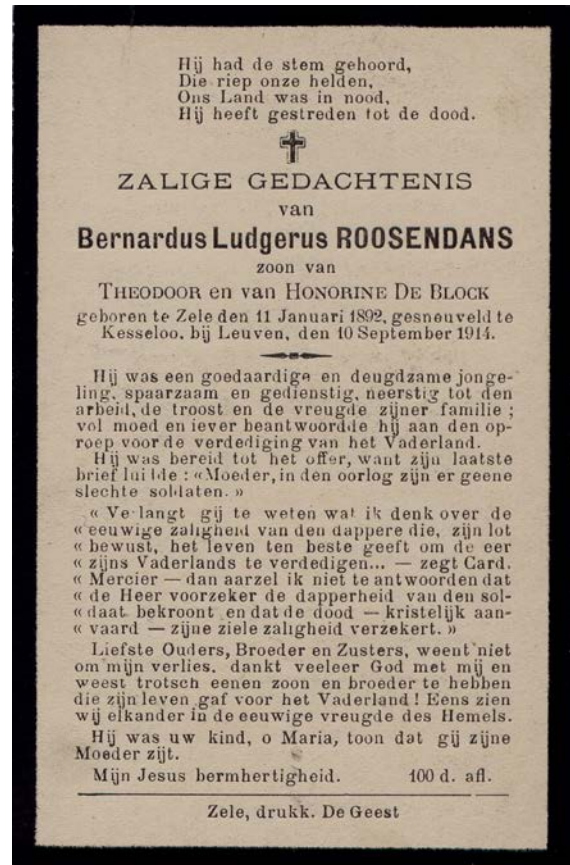 Hij had de stem gehoord,
Die riep onze helden,
Ons Land was in nood,
Hij heeft gestreden tot de dood.
ZALIGE GEDACHTENIS
van
Bernardus Ludgerus ROOSENDANS
zoon van
THEODOOR en van HONORINE DE BLOCK
geboren te Zele den 11 Januari 1892, gesneuveld te
Kesseloo, bij Leuven, den 10 September 1914.
Hij was een goedaardige en deugdzame jonge-
ling, spaarzaam en gedienstig, neerstig tot den
arbeid, de troost en de vreugde zijner familie ;
vol moed en iever beantwoordde hij aan den op-
roep voor de verdediging van het Vaderland.
Hij was bereid tot het offer, want zijn laatste
brief luidde : «Moeder, in den oorlog zijn er geene
slechte soldaten. »
« Verlangt gij te weten wat ik denk over de
« eeuwige zaligheid van den dappere die, zijn lot
« bewust, het leven ten beste geeft om de eer
« zijns Vaderlands te verdedigen... — zegt Card.
« Mercier — dan aarzel ik niet te antwoorden dat
« de Heer voorzeker de dapperheid van den sol-
« daat bekroont en dat de dood — kristelijk aan-
« vaard — zijne ziele zaligheid verzekert. »
Liefste Ouders, Broeder en Zusters, weent niet
om mijn verlies, dankt veeleer God met mij en
weest trotsch eenen zoon en broeder te hebben
die zijn leven gaf voor het Vaderland ! Eens zien
wij elkander in de eeuwige vreugde des Hemels.
Hij was uw kind, o Maria, toon dat gij zijne
Moeder zijt.
Mijn Jesus bermhertigheid. 100 d. afl.
Zele, drukk. De Geest